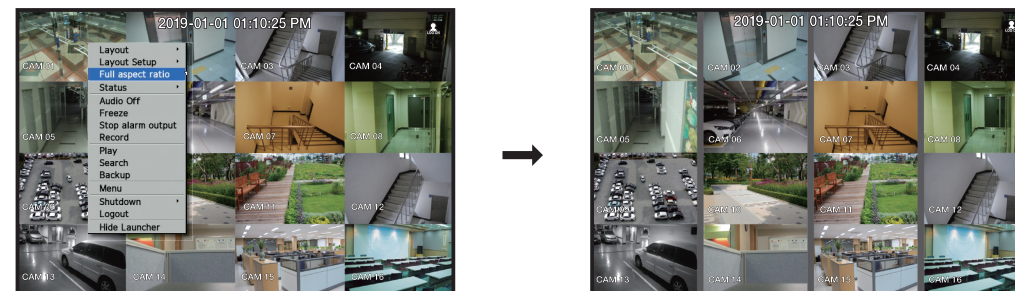 2019-01-01 01:10:25 PM
LOG ON
CAM 01
CAM 03
CAM 04
Layout
Layout Setup
Full aspect ratio
Status
Audio Off
Freeze
Stop alarm output
Record
Play
Search
Backup
Menu
Shutdown
Logout
Hide Launcher
CAM 05
CAM 07
CAM 08
CAM 09
CAM 11
CAM 12
CAM 13
CAM 14
CAM 15
CAM 16
2019-01-01 01:10:25 PM
CAM 01
CAM 02
CAM 03
CAM 04
CAM 05
CAM 06
CAM 07
CAM 08
CAM 09
CAM 10
CAM 11
CAM 12
CAM 13
CAM 14
CAM 15
CAM 16